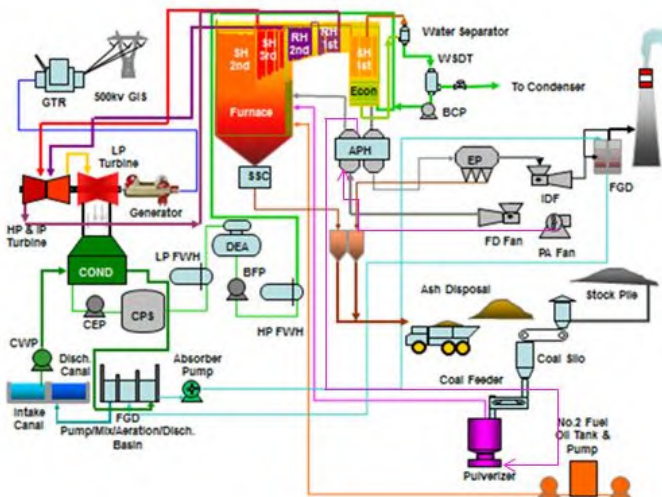 SH
2nd
SH
3rd
RH
2nd
RH
1st
SH
1st
Econ
Furnace
Water Separator
WSDT
To Condenser
BCP
GTR
500kv GIS
LP
Turbine
Generator
HP & IP
Turbine
SSC
APH
EP
IDF
FGD
FD Fan
PA Fan
COND
LP FWH
DEA
BFP
HP FWH
CEP
CPS
CWP
Disch.
Canal
Intake
Canal
Absorber
Pump
FGD
Pump/Mix/Aeration/Disch.
Basin
Ash Disposal
Stock Pile
Coal Silo
Coal Feeder
Pulverizer
No.2 Fuel
Oil Tank &
Pump